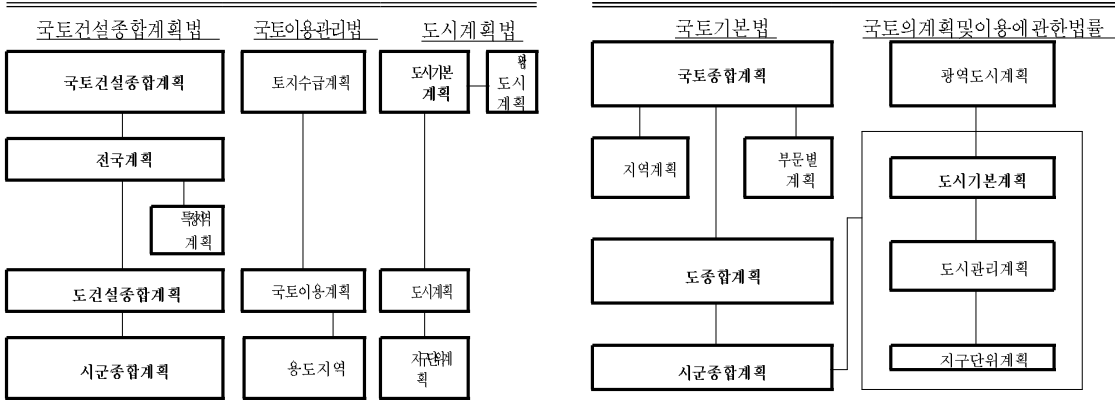 국토건설종합계획법
국토이용관리법
도시계획법
국토건설종합계획
토지수급계획
도시기본
계획
도시
계획
전국계획
계획
도건설종합계획
국토이용계획
도시계획
시군종합계획
용도지역
획
국토기본법
국토의계획및이용에관한법률
국토종합계획
광역도시계획
지역계획
부문별
계획
도시기본계획
도종합계획
도시관리계획
시군종합계획
지구단위계획